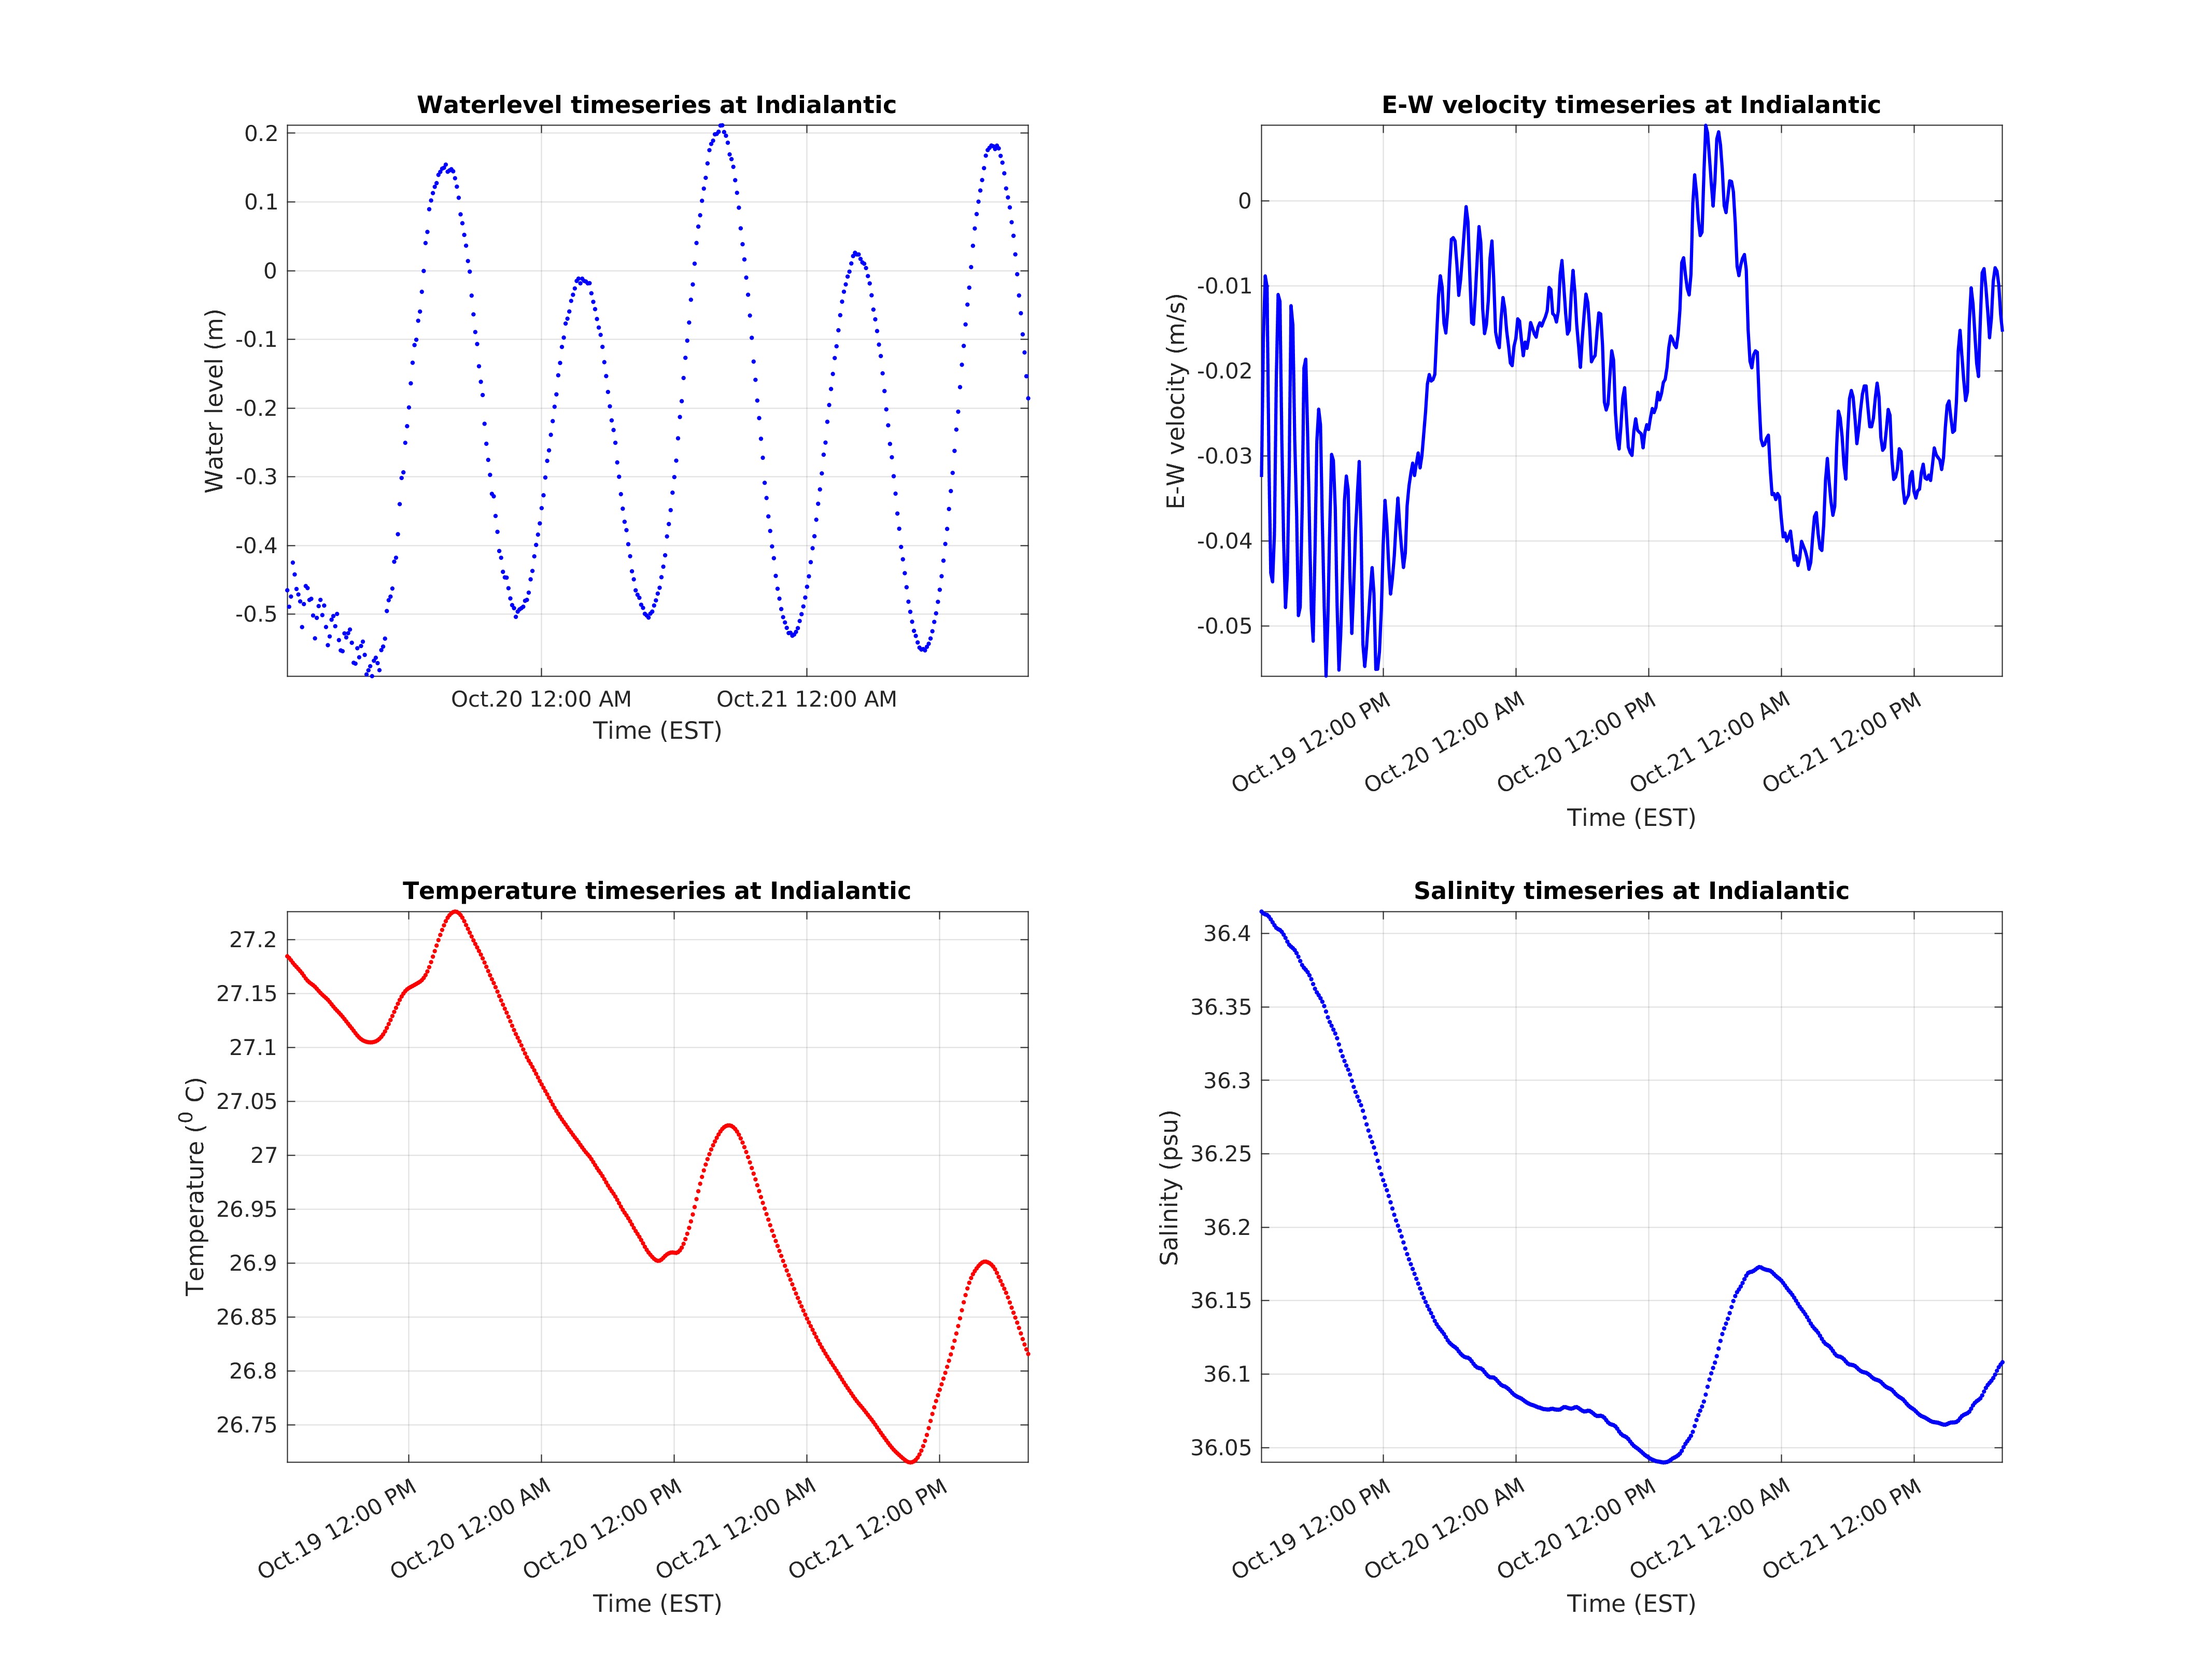 Waterlevel timeseries at Indialantic
0.2
0.1
0
-0.1
-0.2
-0.3
-0.4
-0.5
Water level (m)
Oct.20 12:00 AM
Oct.21 12:00 AM
Time (EST)
E-W velocity timeseries at Indialantic
0
-0.01
-0.02
-0.03
-0.04
-0.05
E-W velocity (m/s)
Oct.19 12:00 PM
Oct.20 12:00 AM
Oct.20 12:00 PM
Oct.21 12:00 AM
Oct.21 12:00 PM
Time (EST)
Temperature timeseries at Indialantic
27.2
27.15
27.1
27.05
27
26.95
26.9
26.85
26.8
26.75
Temperature (⁰ C)
Oct.19 12:00 PM
Oct.20 12:00 AM
Oct.20 12:00 PM
Oct.21 12:00 AM
Oct.21 12:00 PM
Time (EST)
Salinity timeseries at Indialantic
36.4
36.35
36.3
36.25
36.2
36.15
36.1
36.05
Salinity (psu)
Oct.19 12:00 PM
Oct.20 12:00 AM
Oct.20 12:00 PM
Oct.21 12:00 AM
Oct.21 12:00 PM
Time (EST)